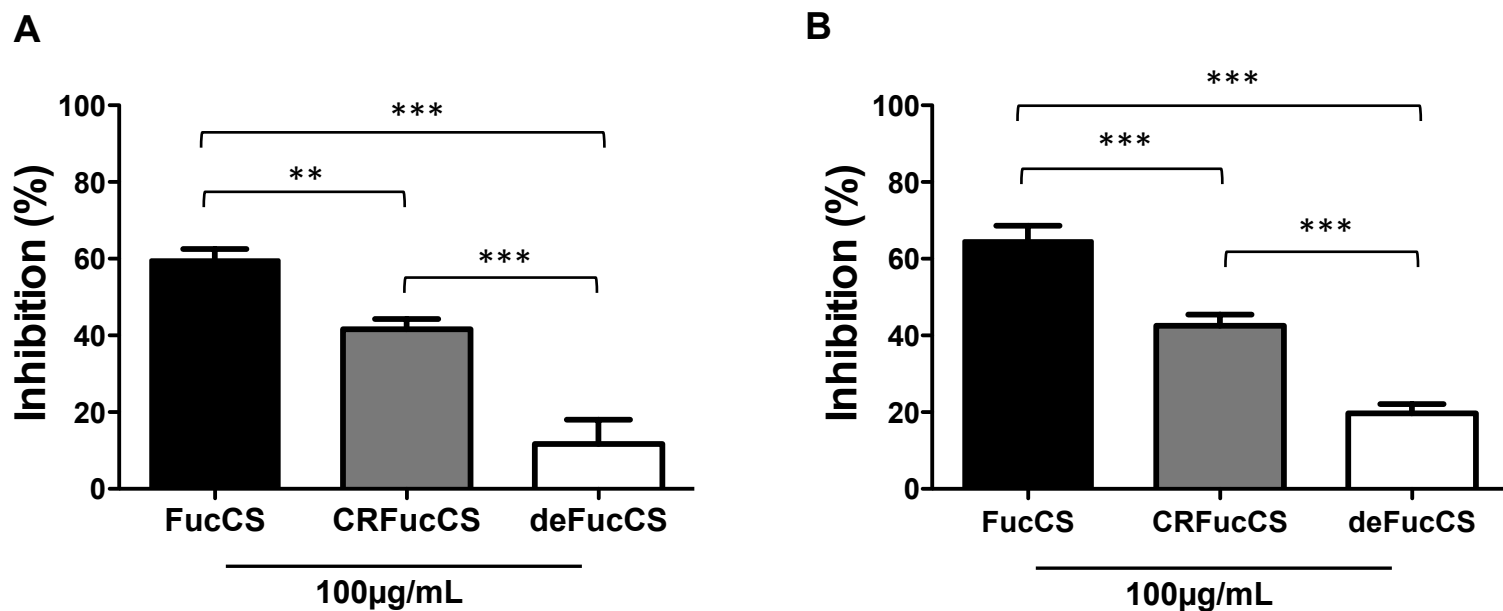 A
Inhibition (%)
100
80
60
40
20
0
***
**
***
FucCS
CRFucCS
deFucCS
100µg/mL
B
Inhibition (%)
100
80
60
40
20
0
***
***
***
FucCS
CRFucCS
deFucCS
100µg/mL